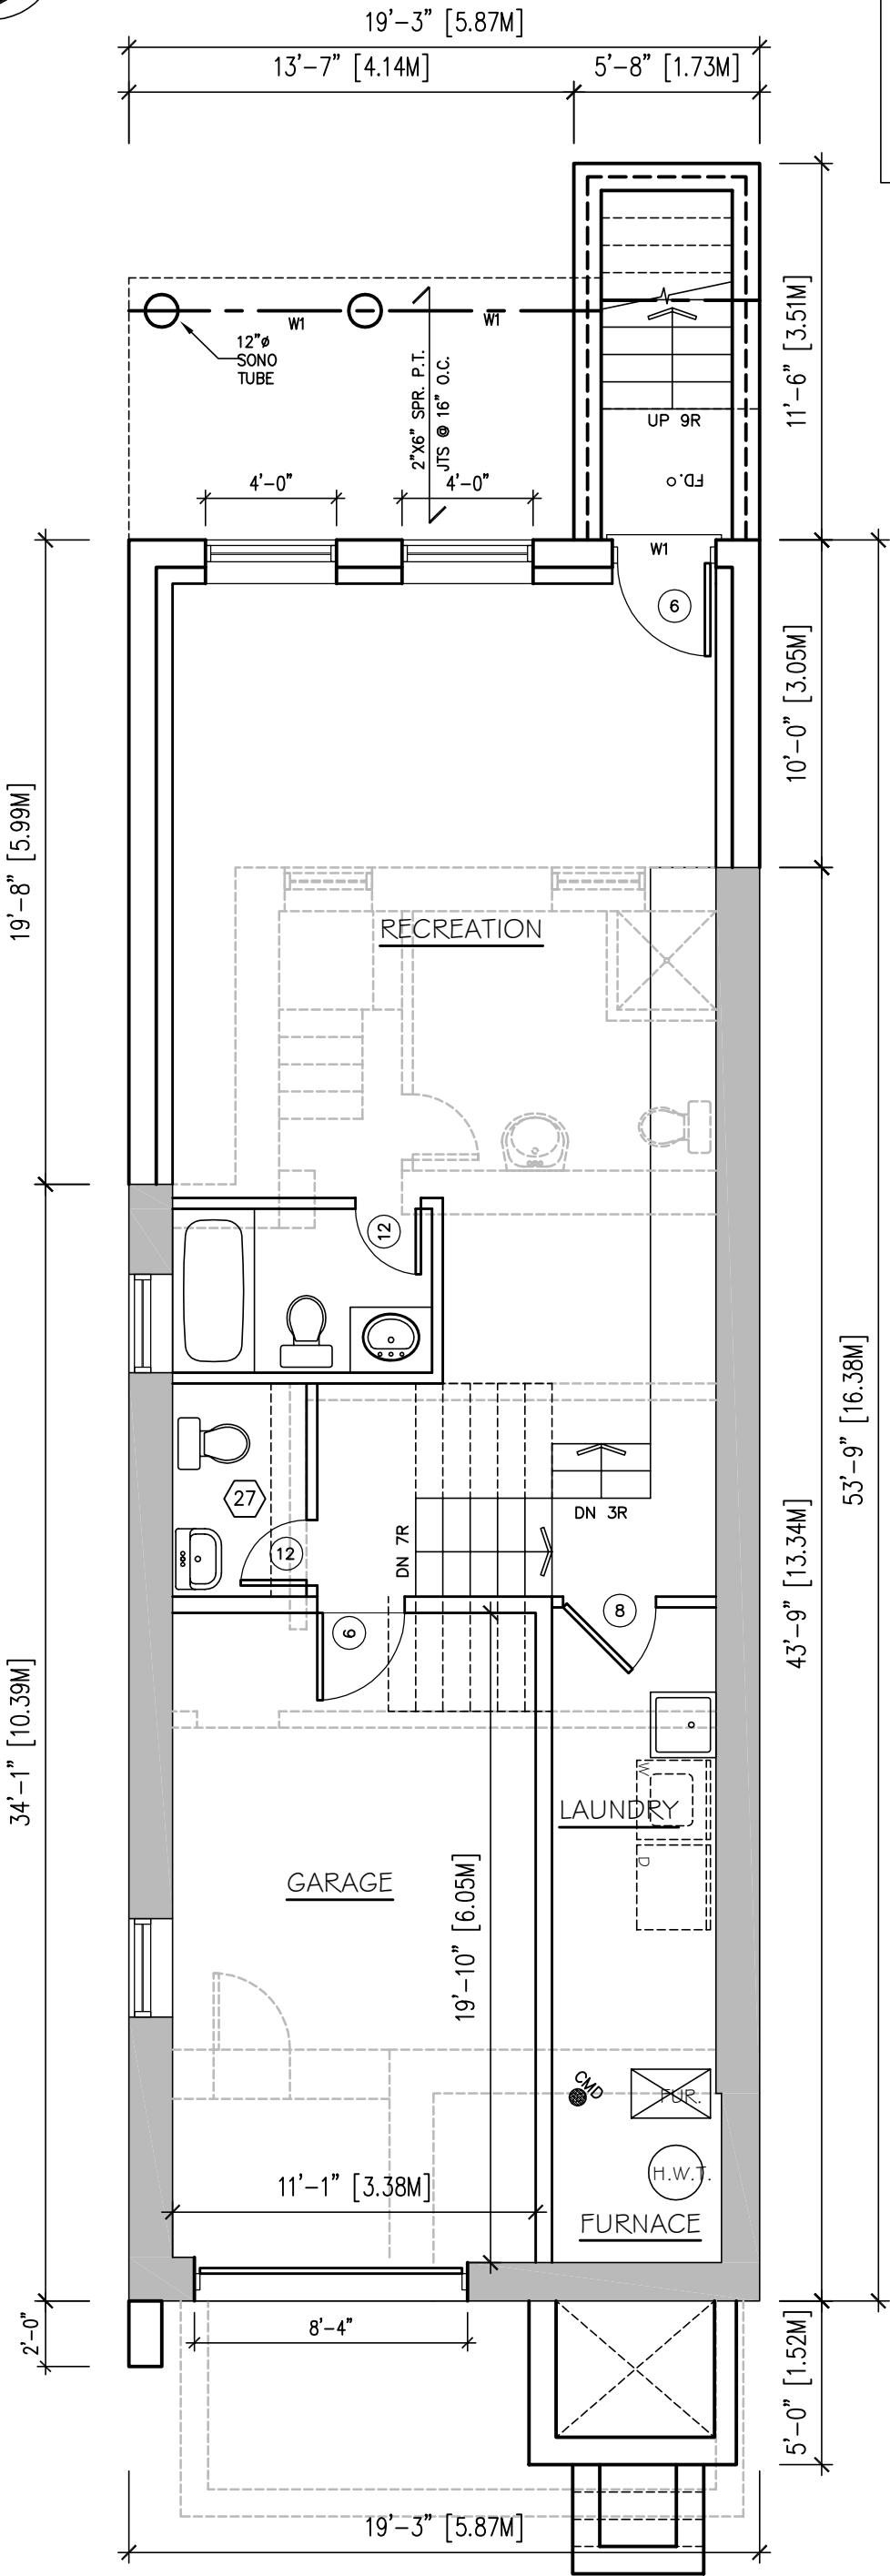 19'-3" [5.87M]
13'-7" [4.14M]
5'-8" [1.73M]
11'-6" [3.51M]
W1
W1
12"ø
SONO
TUBE
2"X6" SPR. P.T.
JTS @ 16" O.C.
UP 9R
FD.
4'-0"
4'-0"
W1
6
10'-0" [3.05M]
19'-8" [5.99M]
RECREATION
12
53'-9" [16.38M]
27
DN 3R
DN 7R
12
43'-9" [13.34M]
8
6
34'-1" [10.39M]
W
LAUNDRY
D
GARAGE
19'-10" [6.05M]
CMD
FUR.
H.W.T.
11'-1" [3.38M]
FURNACE
2'-0"
8'-4"
5'-0" [1.52M]
19'-3" [5.87M]